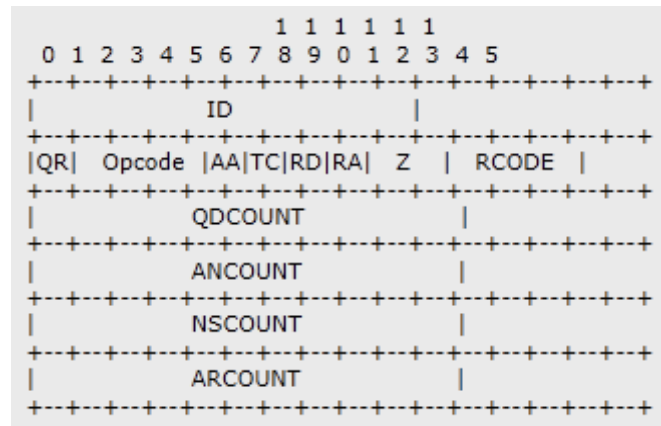 1 1 1 1 1 1
0 1 2 3 4 5 6 7 8 9 0 1 2 3 4 5
+--+--+--+--+--+--+--+--+--+--+--+--+--+--+--+--+
| ID |
+--+--+--+--+--+--+--+--+--+--+--+--+--+--+--+--+
|QR| Opcode |AA|TC|RD|RA| Z | RCODE |
+--+--+--+--+--+--+--+--+--+--+--+--+--+--+--+--+
| QDCOUNT |
+--+--+--+--+--+--+--+--+--+--+--+--+--+--+--+--+
| ANCOUNT |
+--+--+--+--+--+--+--+--+--+--+--+--+--+--+--+--+
| NSCOUNT |
+--+--+--+--+--+--+--+--+--+--+--+--+--+--+--+--+
| ARCOUNT |
+--+--+--+--+--+--+--+--+--+--+--+--+--+--+--+--+